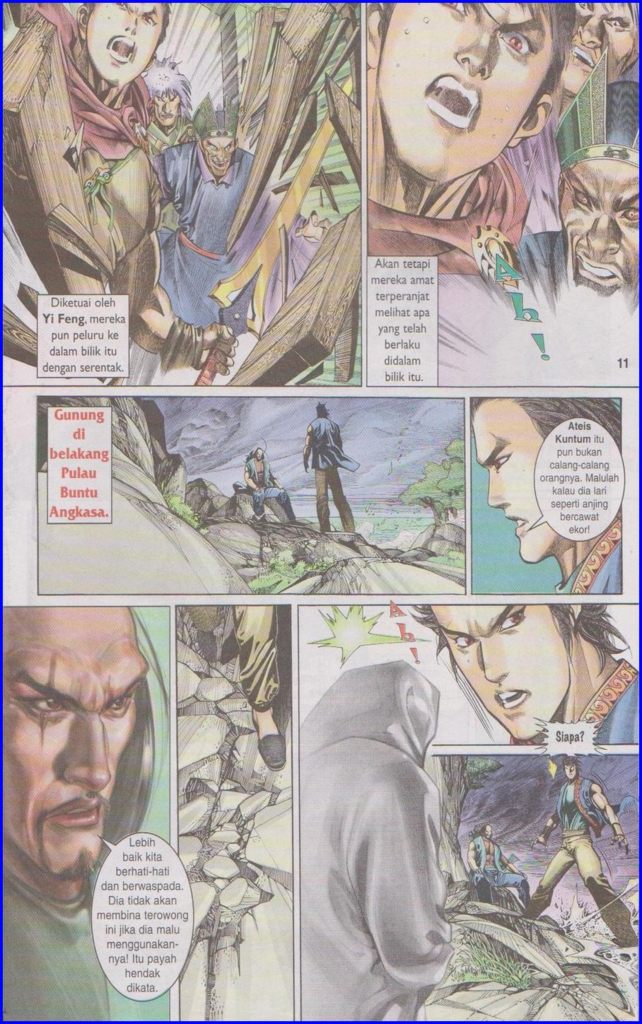 Diketuai oleh
Yi Feng, mereka
pun peluru ke
dalam bilik itu
dengan serentak.
Akan tetapi
mereka amat
terperanjat
melihat apa
yang telah
berlaku
didalam
bilik itu.
Ah!
11
Gunung
di
belakang
Pulau
Buntu
Angkasa.
Ateis
Kuntum itu
pun bukan
calang-calang
orangnya. Malulah
kalau dia lari
seperti anjing
bercawat
ekor!
Lebih
baik kita
berhati-hati
dan berwaspada.
Dia tidak akan
membina terowong
ini jika dia malu
menggunakan-
nya! Itu payah
hendak
dikata.
Ah!
Siapa?